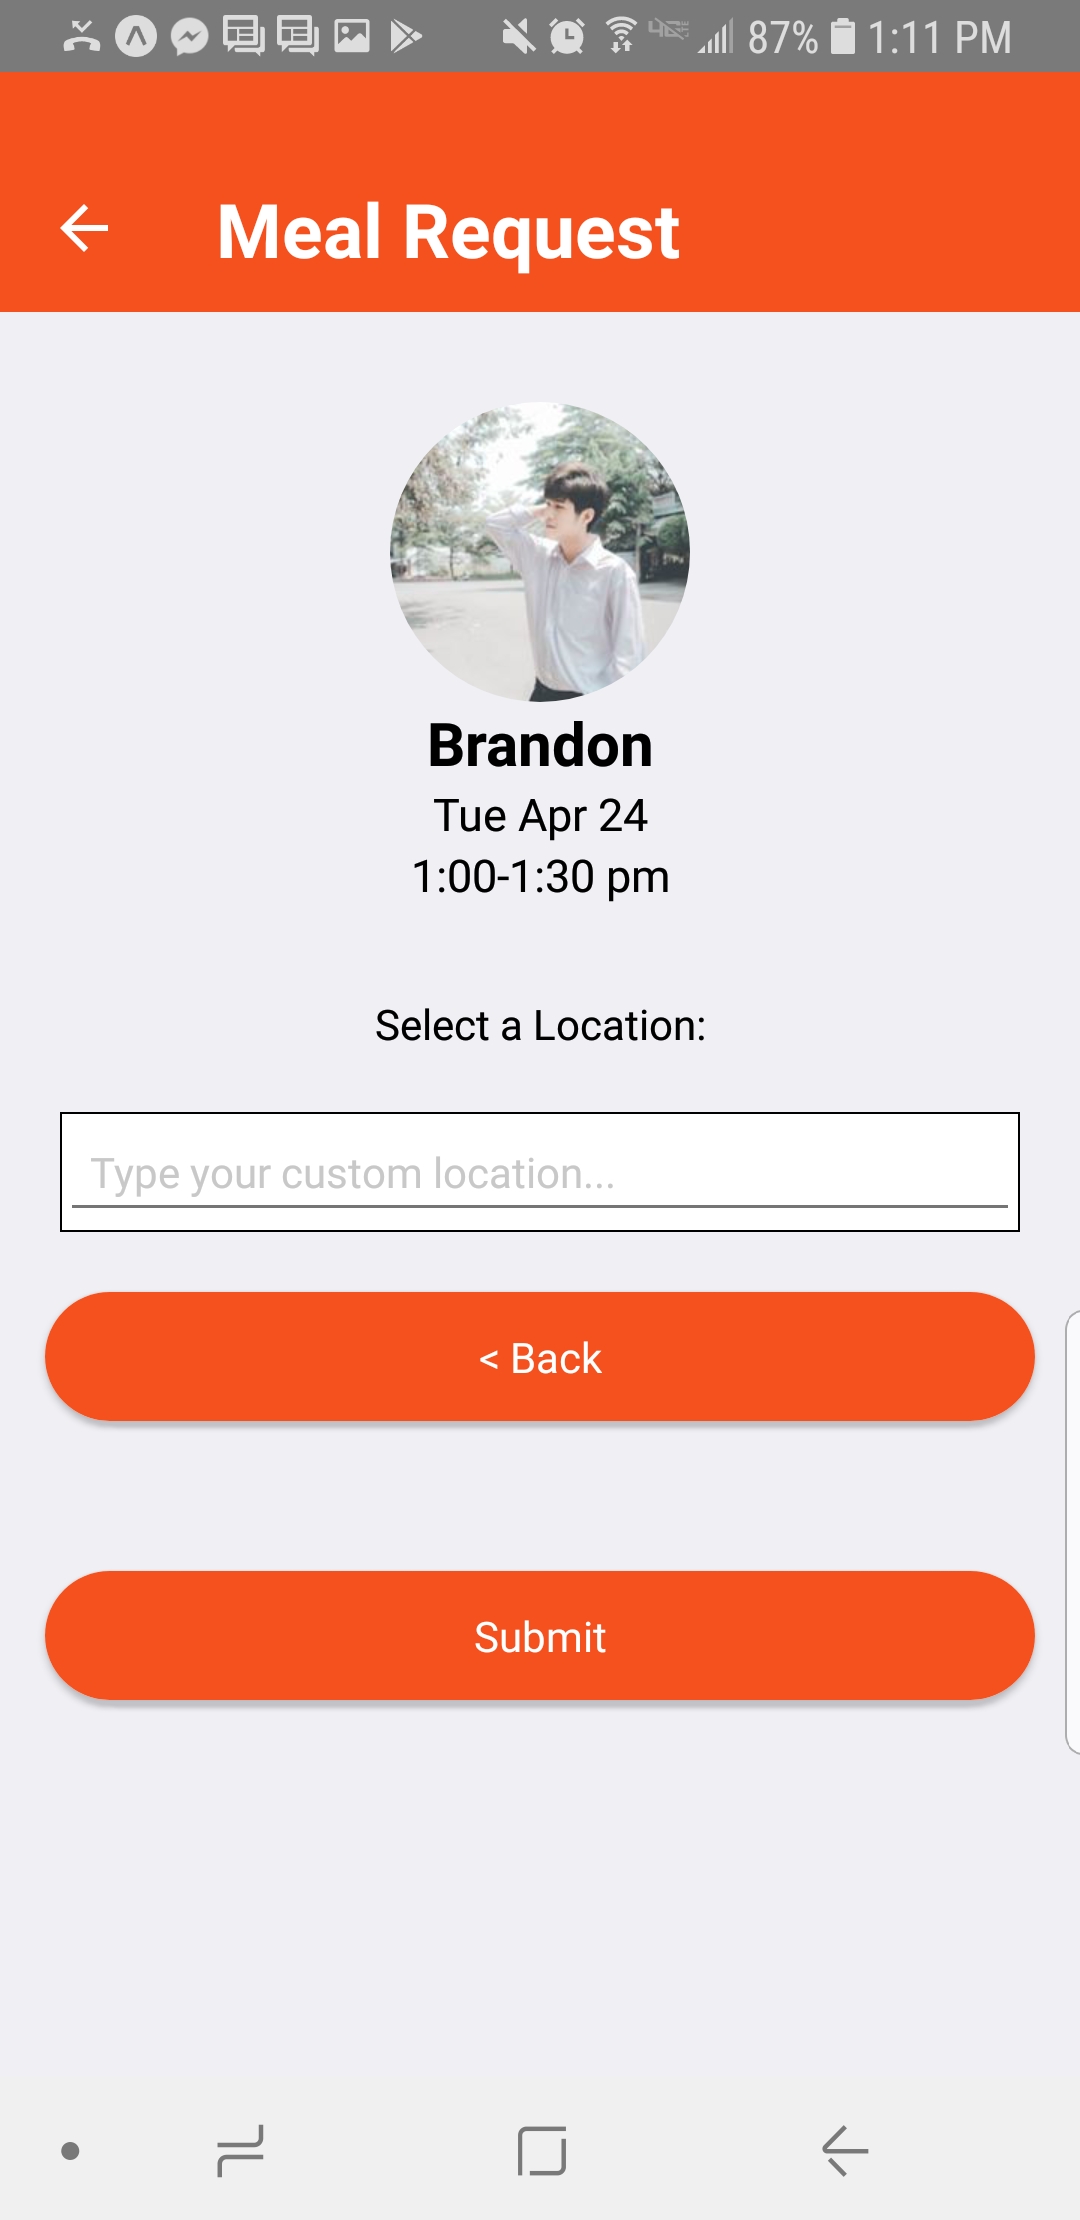 87% 1:11 PM
Meal Request
Brandon
Tue Apr 24
1:00-1:30 pm
Select a Location:
Type your custom location...
< Back
Submit